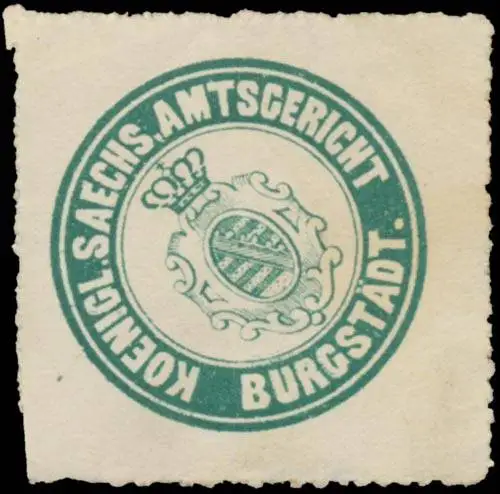 KOENIGL. SAECHS. AMTSGERICHT
BURGSTÄDT.